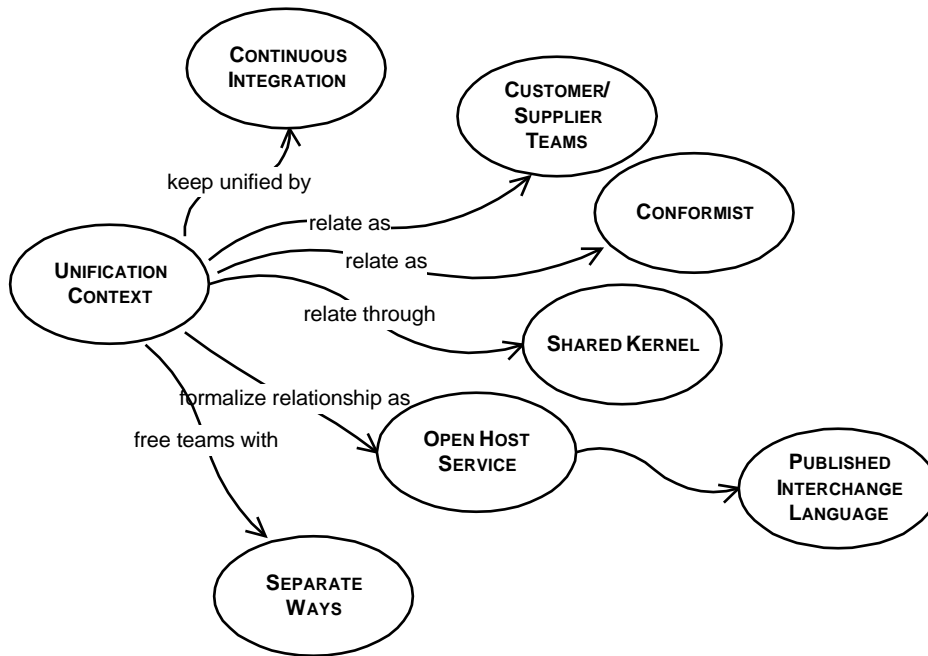 CONTINUOUS
INTEGRATION
CUSTOMER/
SUPPLIER
TEAMS
keep unified by
CONFORMIST
relate as
relate as
UNIFICATION
CONTEXT
relate through
SHARED KERNEL
formalize relationship as
free teams with
OPEN HOST
SERVICE
PUBLISHED
INTERCHANGE
LANGUAGE
SEPARATE
WAYS